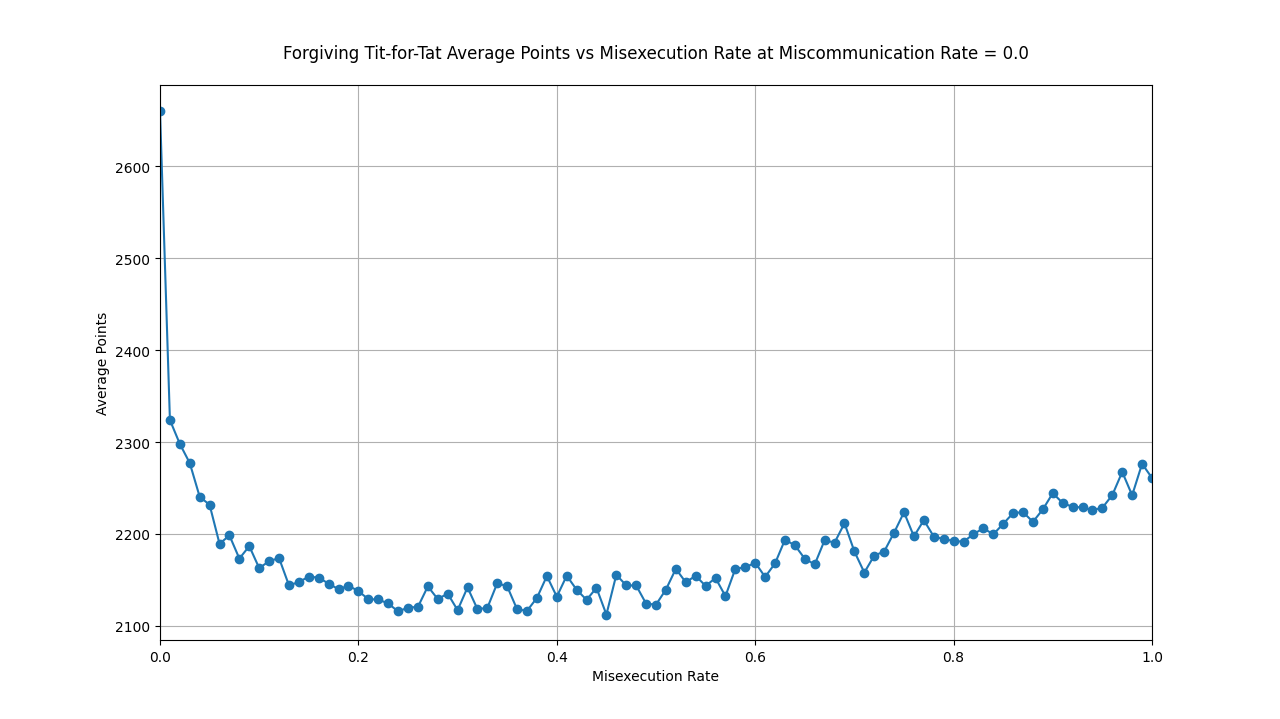 Forgiving Tit-for-Tat Average Points vs Misexecution Rate at Miscommunication Rate = 0.0
2600
2500
2400
2300
2200
2100
Average Points
0.0 0.2 0.4 0.6 0.8 1.0
Misexecution Rate